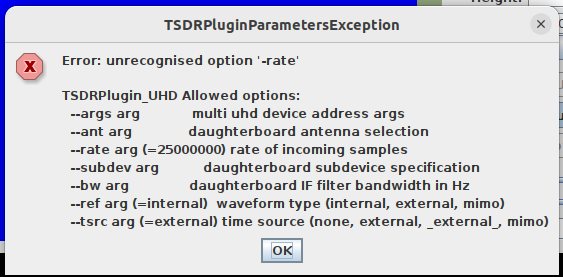 Height:
TSDRPluginParametersException
×
X
Error: unrecognised option '-rate'
TSDRPlugin_UHD Allowed options:
--args arg multi uhd device address args
--ant arg daughterboard antenna selection
--rate arg (=25000000) rate of incoming samples
--subdev arg daughterboard subdevice specification
--bw arg daughterboard IF filter bandwidth in Hz
--ref arg (=internal) waveform type (internal, external, mimo)
--tsrc arg (=external) time source (none, external, _external_, mimo)
OK